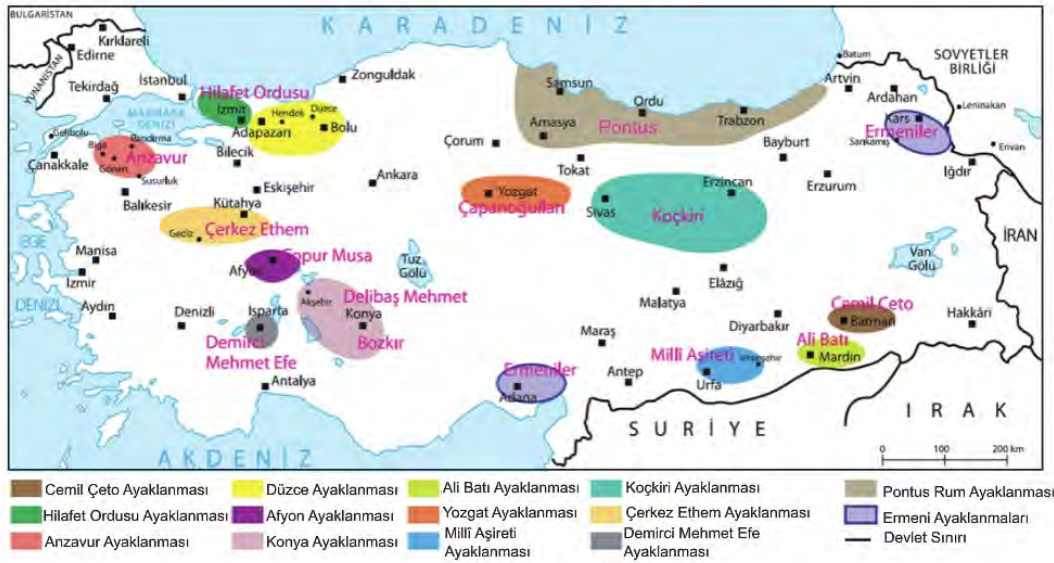 BULGARİSTAN
KARADENİZ
Kırklareli
Edirne
YUNANİSTAN
Tekirdağ
İstanbul
Zonguldak
Batum
SOVYETLER
BİRLİĞİ
Artvin
Ardahan
Leninakan
Hilafet Ordusu
İzmit
Adapazarı
Hendek
Düzce
Bolu
MARMARA
DENİZİ
Samsun
Ordu
Trabzon
Amasya
Pontus
Kars
Ermeniler
Sarıkamış
Erivan
Iğdır
Gelibolu
Çanakkale
Biga
Bandırma
Gönen
Anzavur
Susurluk
Balıkesir
Bilecik
Eskişehir
Ankara
Çorum
Tokat
Bayburt
Erzurum
Kütahya
Çerkez Ethem
Gediz
Yozgat
Çapanoğulları
Sivas
Erzincan
Koçkiri
İRAN
EGE
DENİZİ
Manisa
İzmir
Aydın
Denizli
Afyon
Çopur Musa
Tuz
Gölü
Akşehir
Delibaş Mehmet
Konya
Bozkır
Isparta
Demirci
Mehmet Efe
Antalya
Van
Gölü
Elâzığ
Malatya
Diyarbakır
Cemil Çeto
Batman
Hakkâri
Maraş
Antep
Millî Aşireti
Urfa
Ali Batı
Mardin
Ermeniler
Adana
SURİYE
IRAK
AKDENİZ
0 100 200 km
Cemil Çeto Ayaklanması
Düzce Ayaklanması
Ali Batı Ayaklanması
Koçkiri Ayaklanması
Pontus Rum Ayaklanması
Hilafet Ordusu Ayaklanması
Afyon Ayaklanması
Yozgat Ayaklanması
Çerkez Ethem Ayaklanması
Ermeni Ayaklanmaları
Anzavur Ayaklanması
Konya Ayaklanması
Millî Aşireti
Ayaklanması
Demirci Mehmet Efe
Ayaklanması
Devlet Sınırı